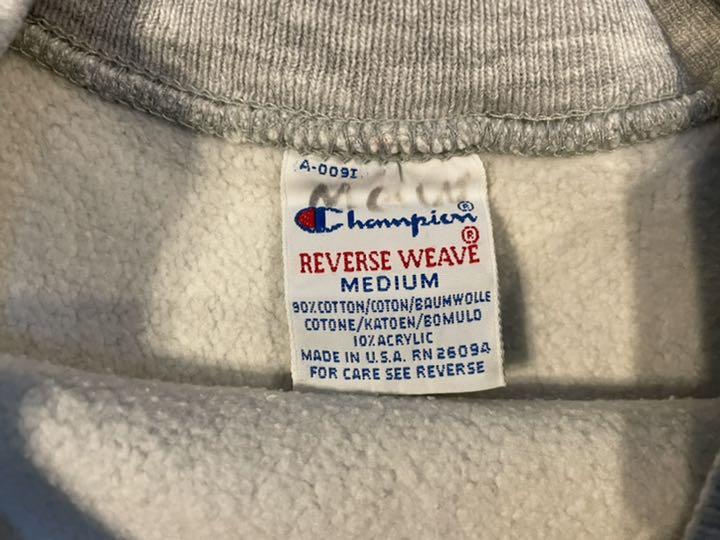 A-009I
Champion®
REVERSE WEAVE®
MEDIUM
90% COTTON/COTON/BAUMWOLLE
COTONE/KATOEN/BOMULD
10% ACRYLIC
MADE IN U.S.A. RN 26094
FOR CARE SEE REVERSE